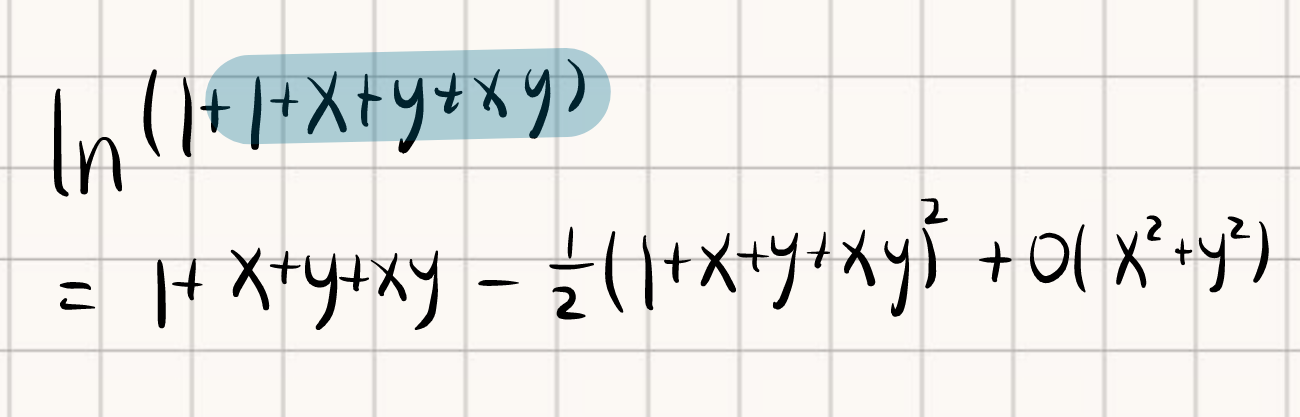 ln(1+1+x+y+xy)
= 1+x+y+xy − ½(1+x+y+xy)² + o(x²+y²)